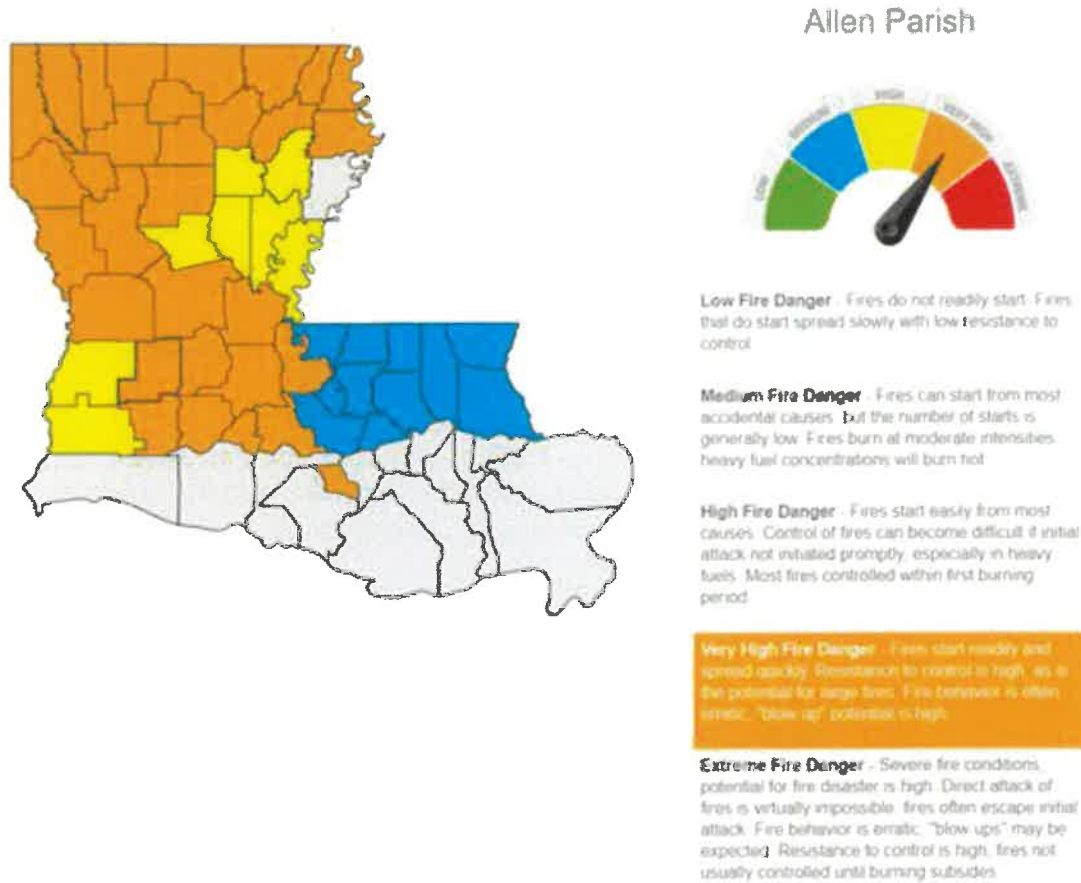 Allen Parish
LOW
MEDIUM
HIGH
VERY HIGH
EXTREME
Low Fire Danger - Fires do not readily start. Fires
that do start spread slowly with low resistance to
control.
Medium Fire Danger - Fires can start from most
accidental causes, but the number of starts is
generally low. Fires burn at moderate intensities
heavy fuel concentrations will burn hot.
High Fire Danger - Fires start easily from most
causes. Control of fires can become difficult if initial
attack not initiated promptly, especially in heavy
fuels. Most fires controlled within first burning
period.
Very High Fire Danger - Fires start readily and
spread quickly. Resistance to control is high, as is
the potential for large fires. Fire behavior is often
erratic, "blow up" potential is high.
Extreme Fire Danger - Severe fire conditions,
potential for fire disaster is high. Direct attack of
fires is virtually impossible, fires often escape initial
attack. Fire behavior is erratic, "blow ups" may be
expected. Resistance to control is high, fires not
usually controlled until burning subsides